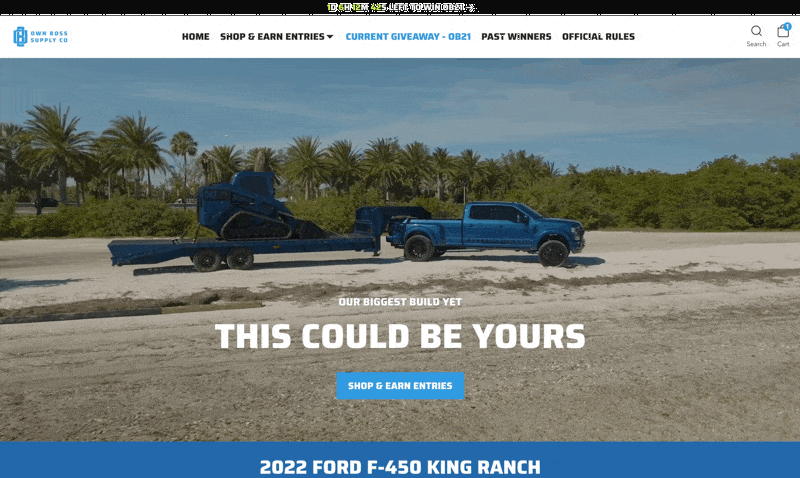 OWN BOSS
SUPPLY CO
HOME
SHOP & EARN ENTRIES
CURRENT GIVEAWAY - OB21
PAST WINNERS
OFFICIAL RULES
Search
1
Cart
OUR BIGGEST BUILD YET
THIS COULD BE YOURS
SHOP & EARN ENTRIES
2022 FORD F-450 KING RANCH